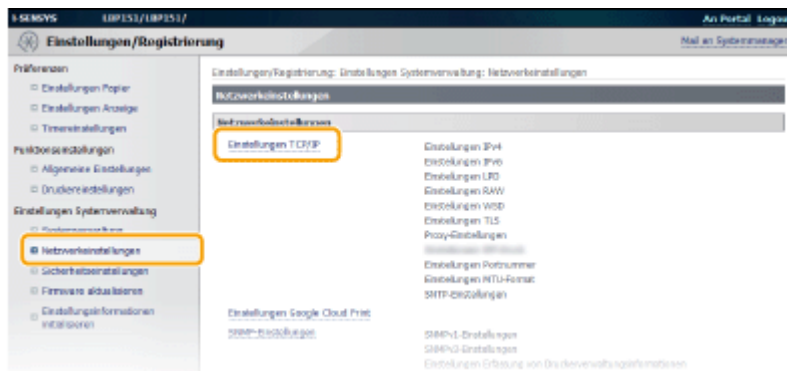 i-SENSYS LBP151/LBP151/ An Portal Logou
Einstellungen/Registrierung Mail an Systemmanager
Präferenzen
Einstellungen Papier
Einstellungen Anzeige
Timereinstellungen
Funktionseinstellungen
Allgemeine Einstellungen
Druckereinstellungen
Einstellungen Systemverwaltung
Systemverwaltung
Netzwerkeinstellungen
Sicherheitseinstellungen
Firmware aktualisieren
Einstellungsinformationen
initialisieren
Einstellungen/Registrierung: Einstellungen Systemverwaltung: Netzwerkeinstellungen
Netzwerkeinstellungen
Netzwerkeinstellungen
Einstellungen TCP/IP
Einstellungen IPv4
Einstellungen IPv6
Einstellungen LPD
Einstellungen RAW
Einstellungen WSD
Einstellungen TLS
Proxy-Einstellungen
Einstellungen Portnummer
Einstellungen MTU-Format
SNTP-Einstellungen
Einstellungen Google Cloud Print
SNMP-Einstellungen
SNMPv1-Einstellungen
SNMPv3-Einstellungen
Einstellungen Erfassung von Druckerverwaltungsinformationen